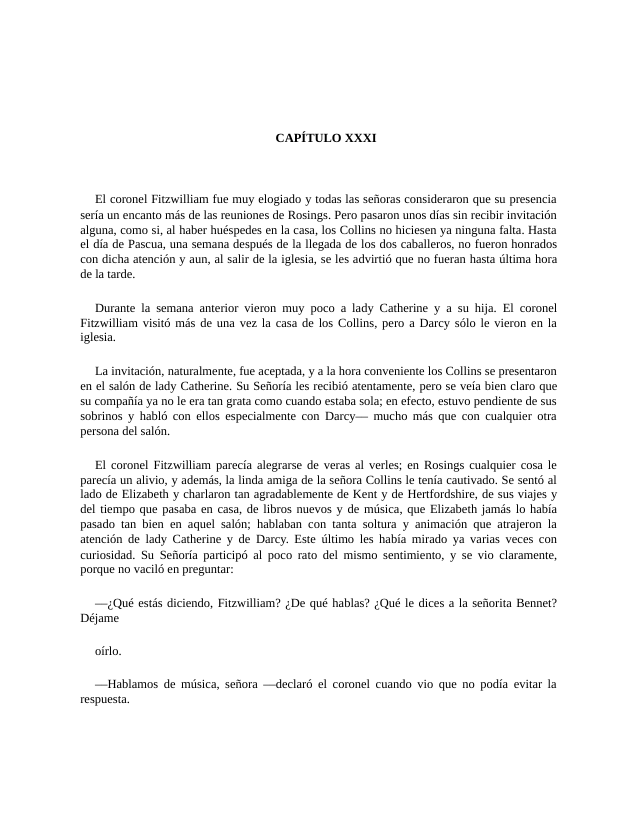 CAPÍTULO XXXI
El coronel Fitzwilliam fue muy elogiado y todas las señoras consideraron que su presencia
sería un encanto más de las reuniones de Rosings. Pero pasaron unos días sin recibir invitación
alguna, como si, al haber huéspedes en la casa, los Collins no hiciesen ya ninguna falta. Hasta
el día de Pascua, una semana después de la llegada de los dos caballeros, no fueron honrados
con dicha atención y aun, al salir de la iglesia, se les advirtió que no fueran hasta última hora
de la tarde.
Durante la semana anterior vieron muy poco a lady Catherine y a su hija. El coronel
Fitzwilliam visitó más de una vez la casa de los Collins, pero a Darcy sólo le vieron en la
iglesia.
La invitación, naturalmente, fue aceptada, y a la hora conveniente los Collins se presentaron
en el salón de lady Catherine. Su Señoría les recibió atentamente, pero se veía bien claro que
su compañía ya no le era tan grata como cuando estaba sola; en efecto, estuvo pendiente de sus
sobrinos y habló con ellos especialmente con Darcy— mucho más que con cualquier otra
persona del salón.
El coronel Fitzwilliam parecía alegrarse de veras al verles; en Rosings cualquier cosa le
parecía un alivio, y además, la linda amiga de la señora Collins le tenía cautivado. Se sentó al
lado de Elizabeth y charlaron tan agradablemente de Kent y de Hertfordshire, de sus viajes y
del tiempo que pasaba en casa, de libros nuevos y de música, que Elizabeth jamás lo había
pasado tan bien en aquel salón; hablaban con tanta soltura y animación que atrajeron la
atención de lady Catherine y de Darcy. Este último les había mirado ya varias veces con
curiosidad. Su Señoría participó al poco rato del mismo sentimiento, y se vio claramente,
porque no vaciló en preguntar:
—¿Qué estás diciendo, Fitzwilliam? ¿De qué hablas? ¿Qué le dices a la señorita Bennet?
Déjame
oírlo.
—Hablamos de música, señora —declaró el coronel cuando vio que no podía evitar la
respuesta.